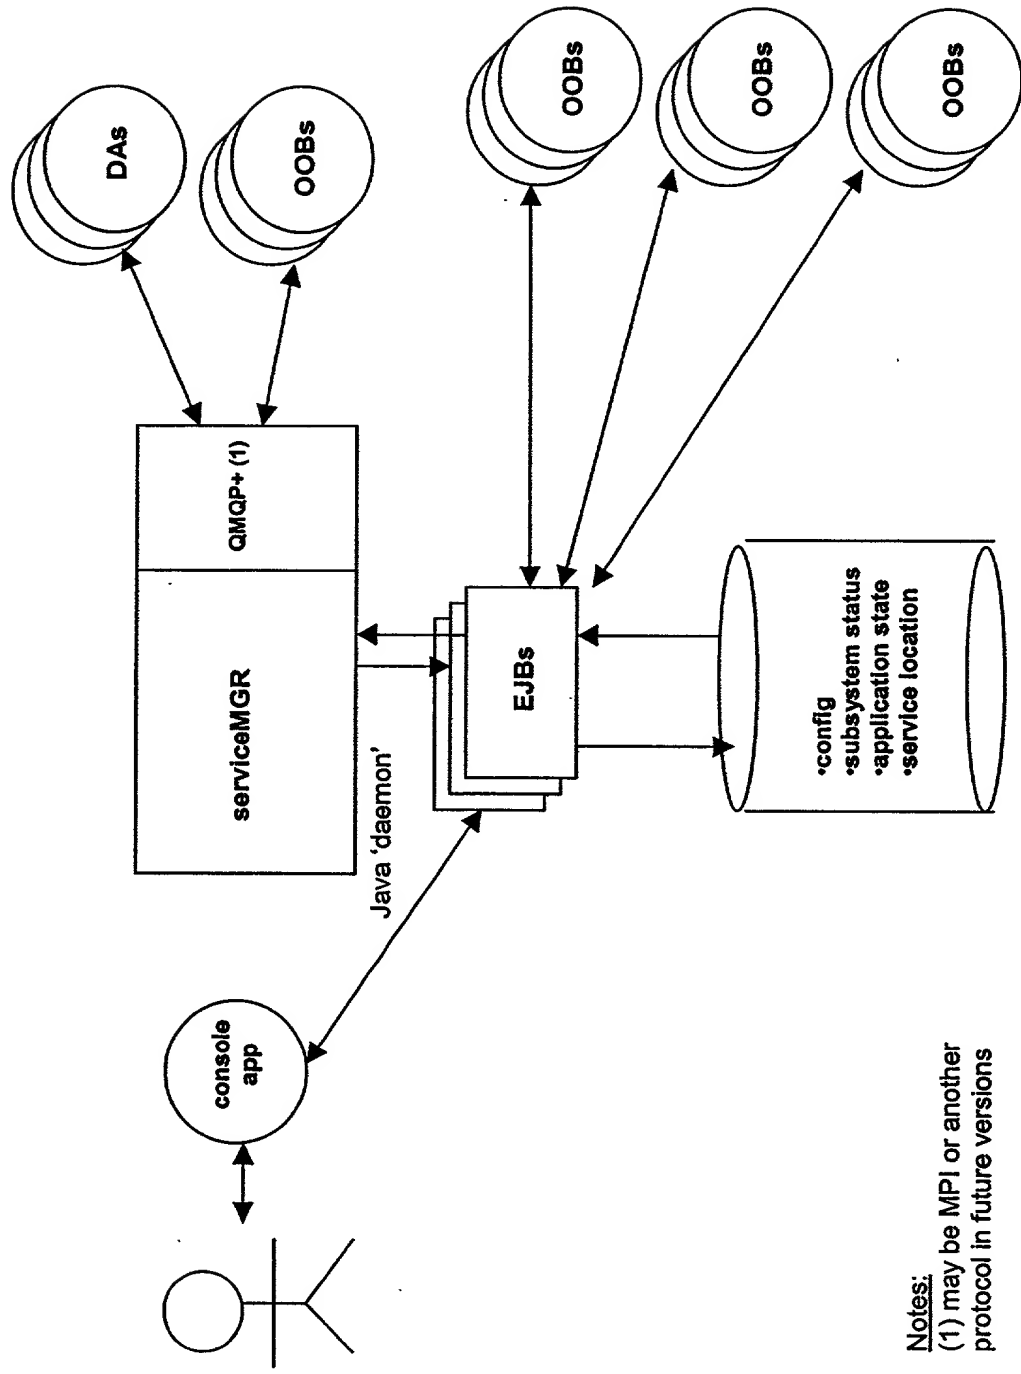 DAs
OOBs
serviceMGR
QMQP+ (1)
Java ‘daemon’
console
app
EJBs
OOBs
OOBs
OOBs
•config
•subsystem status
•application state
•service location
Notes:
(1) may be MPI or another
protocol in future versions